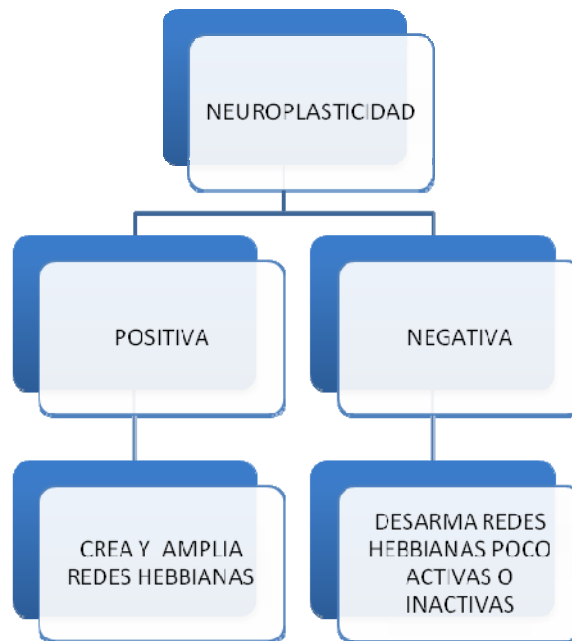 NEUROPLASTICIDAD
POSITIVA
NEGATIVA
CREA Y AMPLIA
REDES HEBBIANAS
DESARMA REDES
HEBBIANAS POCO
ACTIVAS O
INACTIVAS